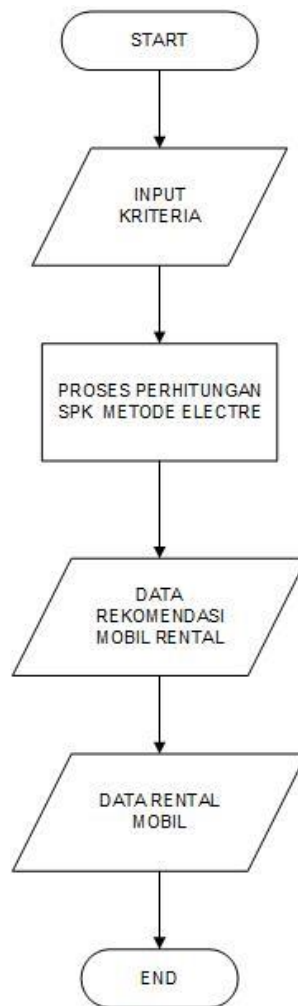 START
INPUT
KRITERIA
PROSES PERHITUNGAN
SPK METODE ELECTRE
DATA
REKOMENDASI
MOBIL RENTAL
DATA RENTAL
MOBIL
END